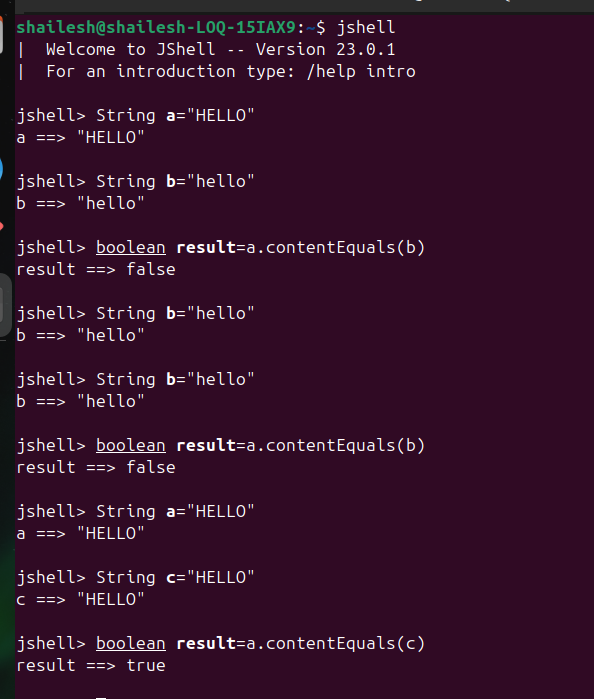 shailesh@shailesh-LOQ-15IAX9:~$ jshell
| Welcome to JShell -- Version 23.0.1
| For an introduction type: /help intro
jshell> String a="HELLO"
a ==> "HELLO"
jshell> String b="hello"
b ==> "hello"
jshell> boolean result=a.contentEquals(b)
result ==> false
jshell> String b="hello"
b ==> "hello"
jshell> String b="hello"
b ==> "hello"
jshell> boolean result=a.contentEquals(b)
result ==> false
jshell> String a="HELLO"
a ==> "HELLO"
jshell> String c="HELLO"
c ==> "HELLO"
jshell> boolean result=a.contentEquals(c)
result ==> true